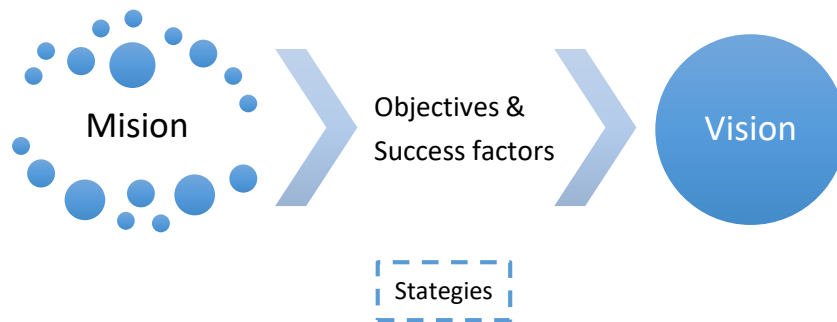 Mision
Objectives &
Success factors
Vision
Stategies